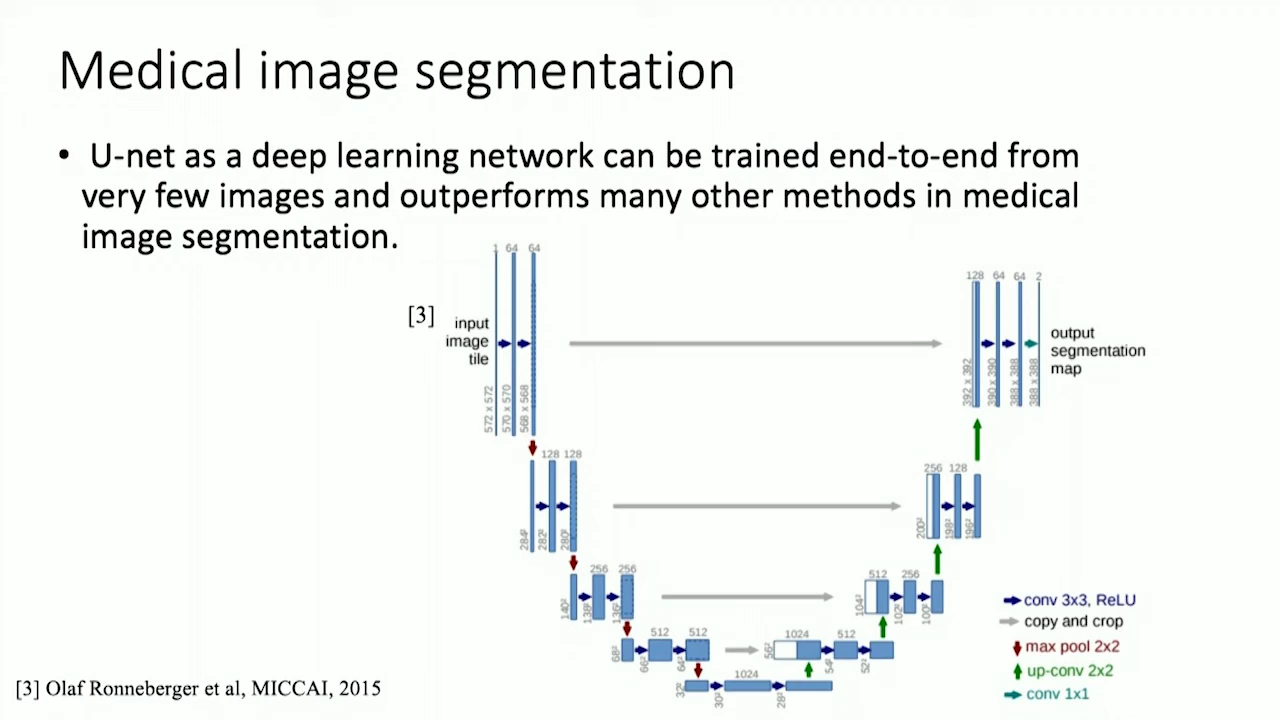 Medical image segmentation
• U-net as a deep learning network can be trained end-to-end from
very few images and outperforms many other methods in medical
image segmentation.
[3]
input
image
tile
1 64 64
572 x 572
570 x 570
568 x 568
128 64 64 2
392 x 392
390 x 390
388 x 388
388 x 388
output
segmentation
map
128 128
284²
282²
280²
256 128
200²
198²
196²
256 256
140²
138²
136²
512 256
104²
102²
100²
512 512
68²
66²
64²
1024 512
56²
54²
52²
1024
32²
30²
28²
conv 3x3, ReLU
copy and crop
max pool 2x2
up-conv 2x2
conv 1x1
[3] Olaf Ronneberger et al, MICCAI, 2015